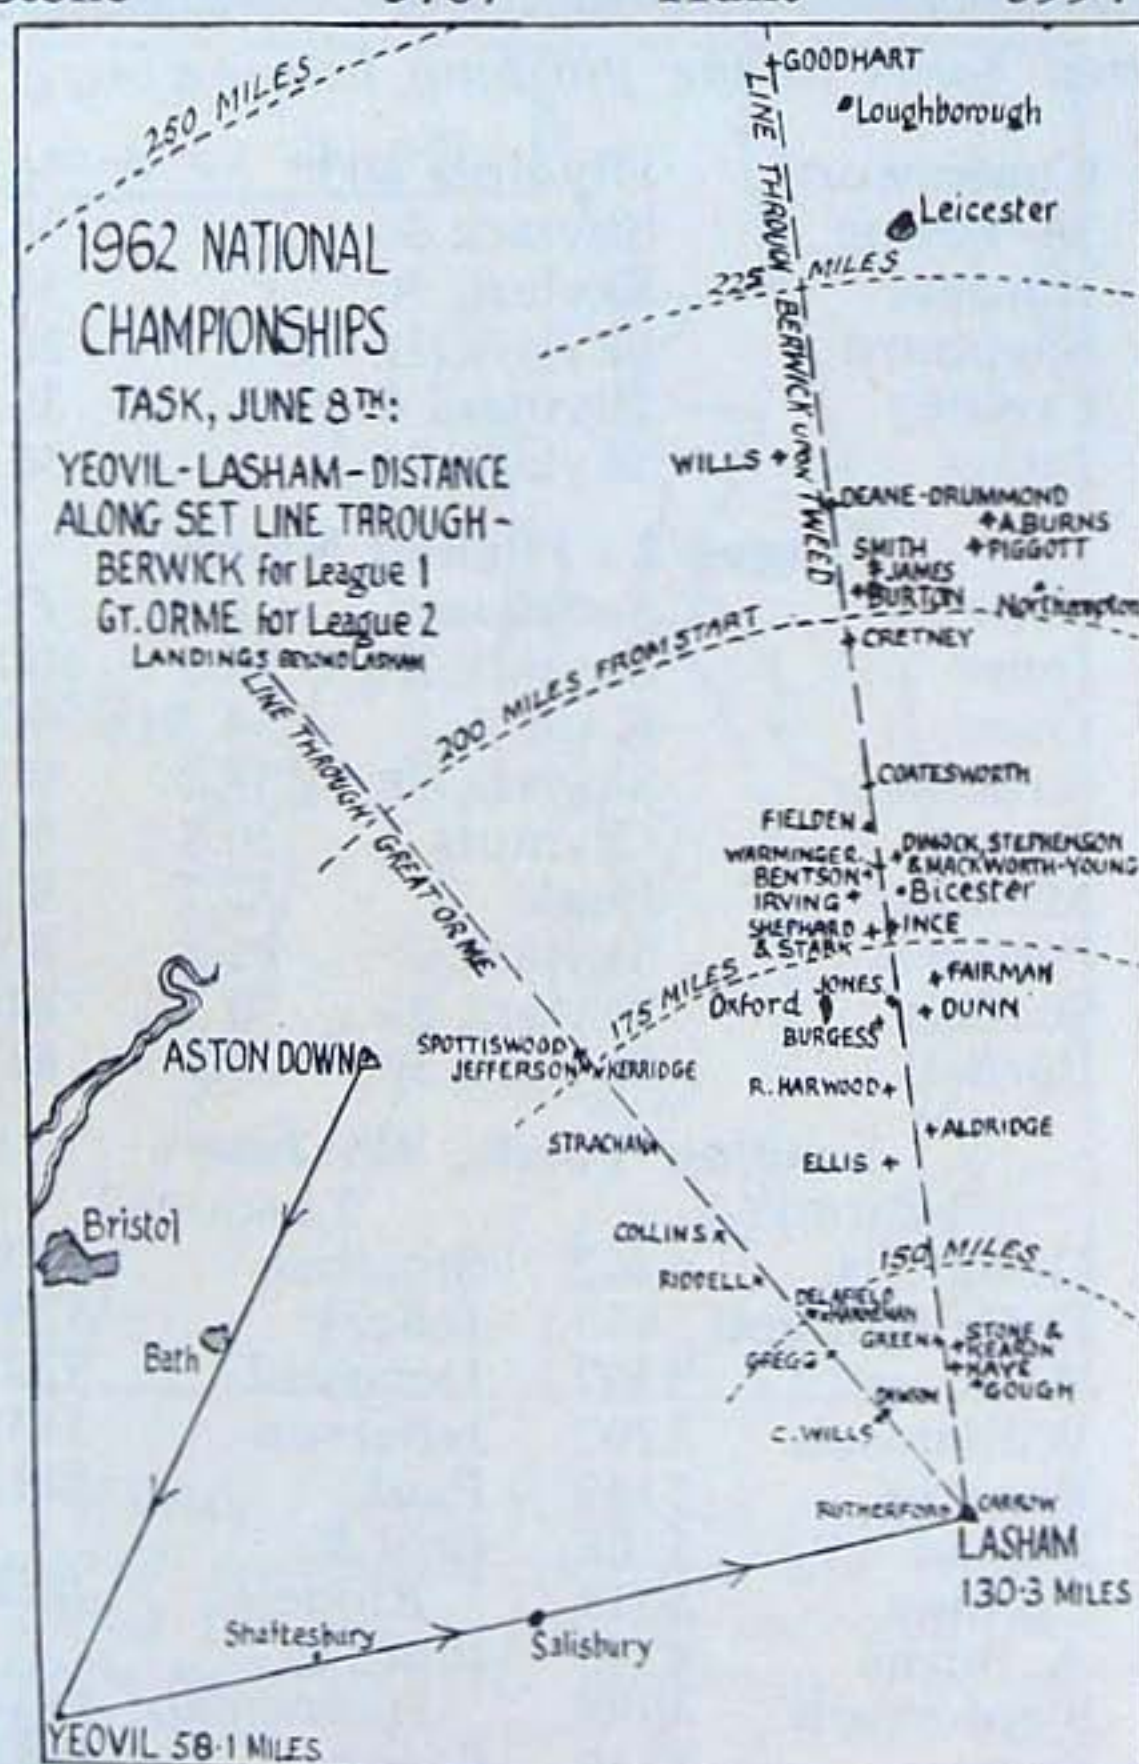 GOODHART
250 MILES
Loughborough
LINE THROUGH BERWICK UPON TWEED
1962 NATIONAL
CHAMPIONSHIPS
TASK, JUNE 8TH:
YEOVIL-LASHAM-DISTANCE
ALONG SET LINE THROUGH-
BERWICK for League 1
GT. ORME for League 2
LANDINGS BEYOND LASHAM
Leicester
225 MILES
WILLS
DEANE-DRUMMOND
A.BURNS
SMITH
PIGGOTT
JAMES
BURTON
Northampton
200 MILES FROM START
CRETNEY
LINE THROUGH GREAT ORME
COATESWORTH
FIELDEN
WARMINGER
DIMOCK, STEPHENSON
& MACKWORTH-YOUNG
BENTSON
Bicester
IRVING
SHEPHARD
& STARK
INCE
175 MILES
FAIRMAN
JONES
Oxford
DUNN
BURGESS
ASTON DOWN
SPOTTISWOOD
JEFFERSON
KERRIDGE
R. HARWOOD
ALDRIDGE
STRACHAN
ELLIS
Bristol
COLLINS
150 MILES
RIDDELL
DELAFIELD
GREEN
STONE &
KEARON
Bath
GREGG
KAYE
GOUGH
DAWSON
C. WILLS
RUTHERFORD
CARROW
LASHAM
130·3 MILES
Shaftesbury
Salisbury
YEOVIL 58·1 MILES